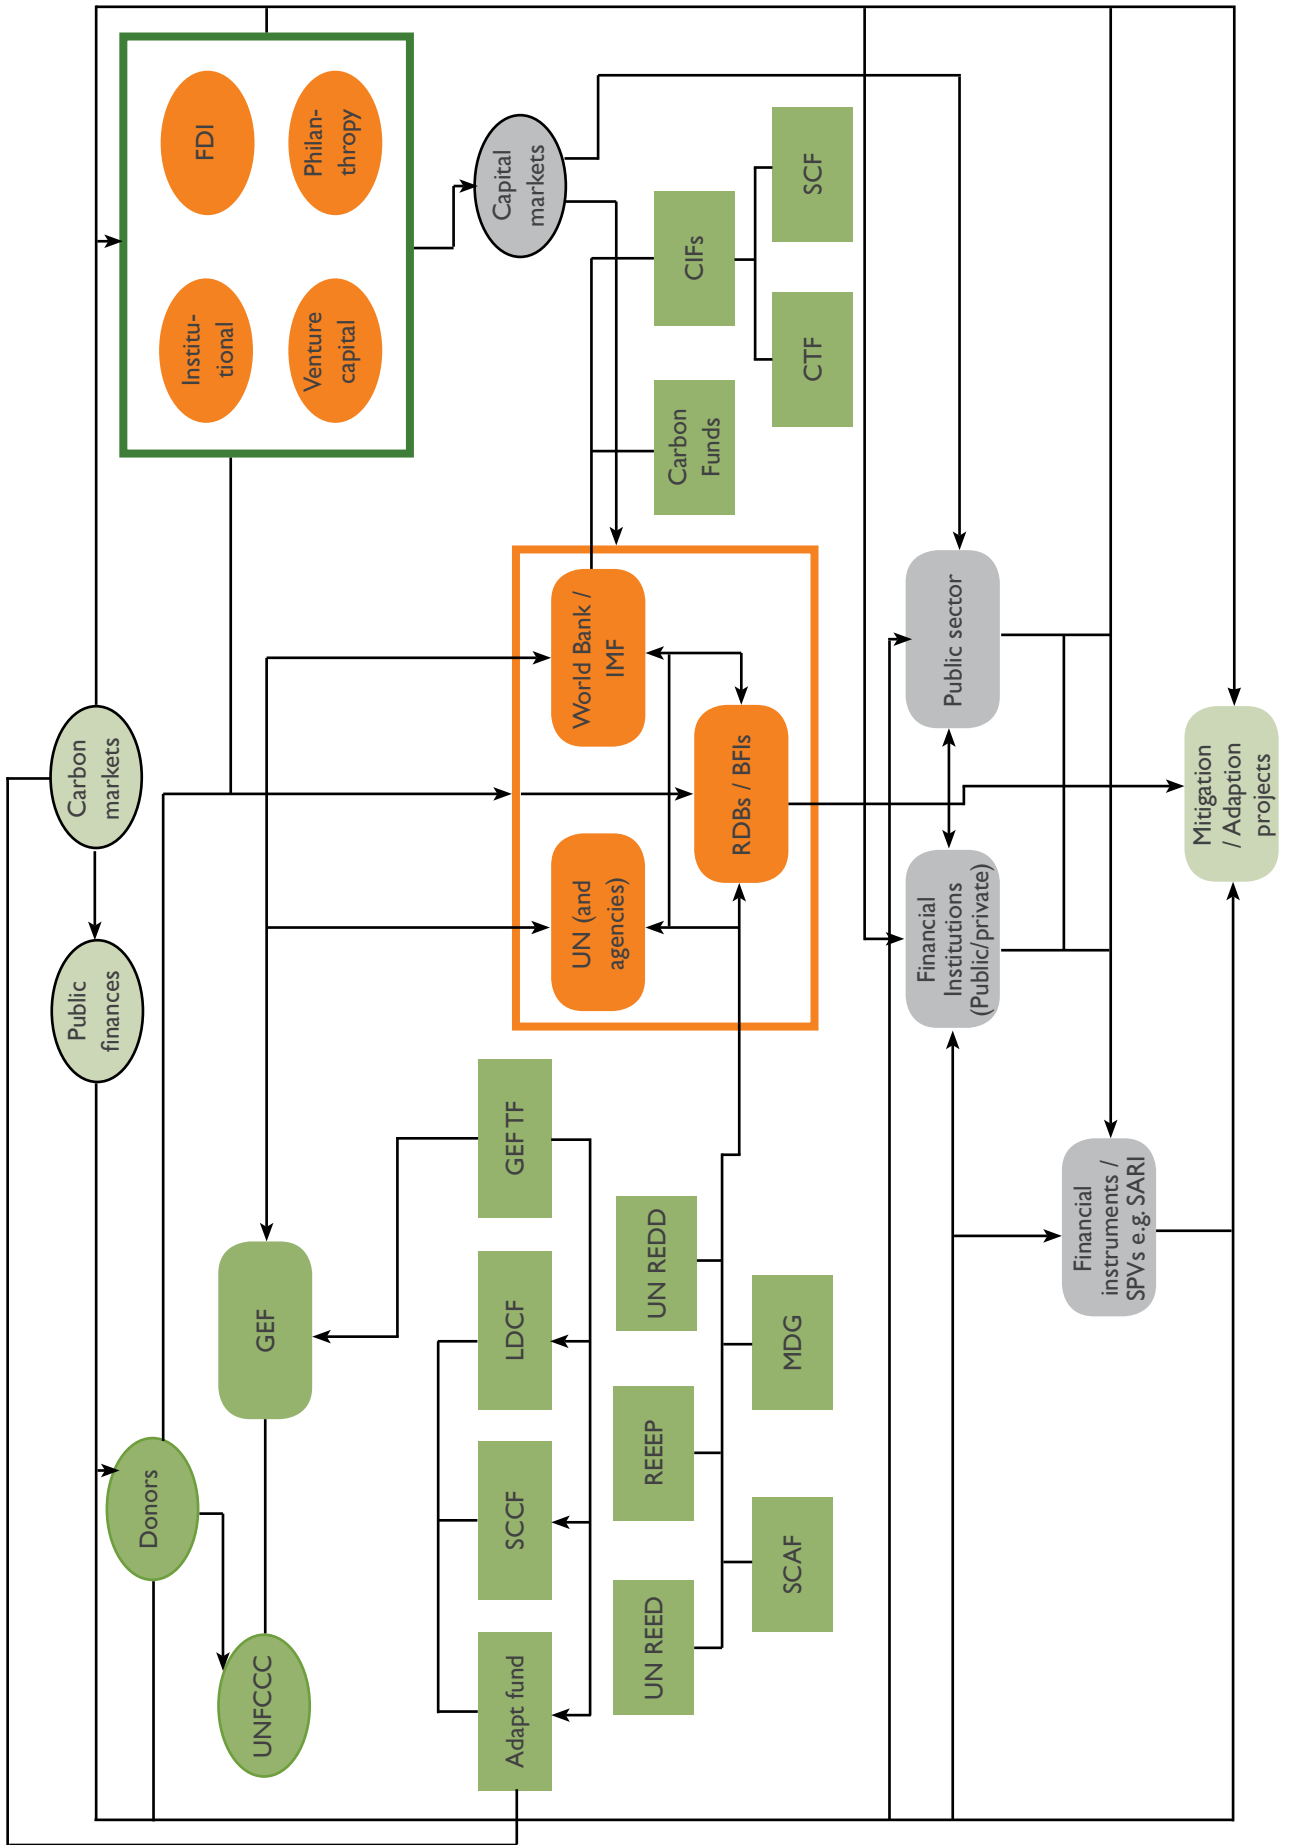 Carbon
markets
Public
finances
Donors
UNFCCC
GEF
FDI
Philan-
thropy
Institu-
tional
Venture
capital
Capital
markets
Adapt fund
SCCF
LDCF
GEF TF
UN (and
agencies)
World Bank /
IMF
RDBs / BFIs
Carbon
Funds
CIFs
CTF
SCF
UN REED
REEEP
UN REDD
SCAF
MDG
Financial
Institutions
(Public/private)
Public sector
Financial
instruments /
SPVs e.g. SARI
Mitigation
/ Adaption
projects